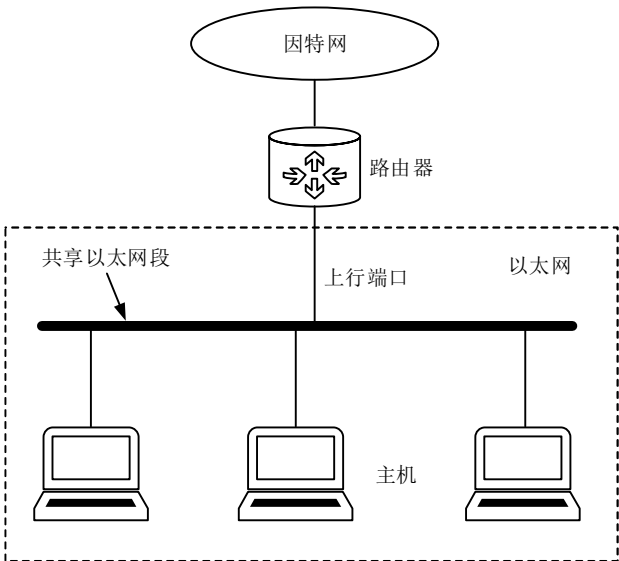 因特网
路由器
共享以太网段
上行端口
以太网
主机